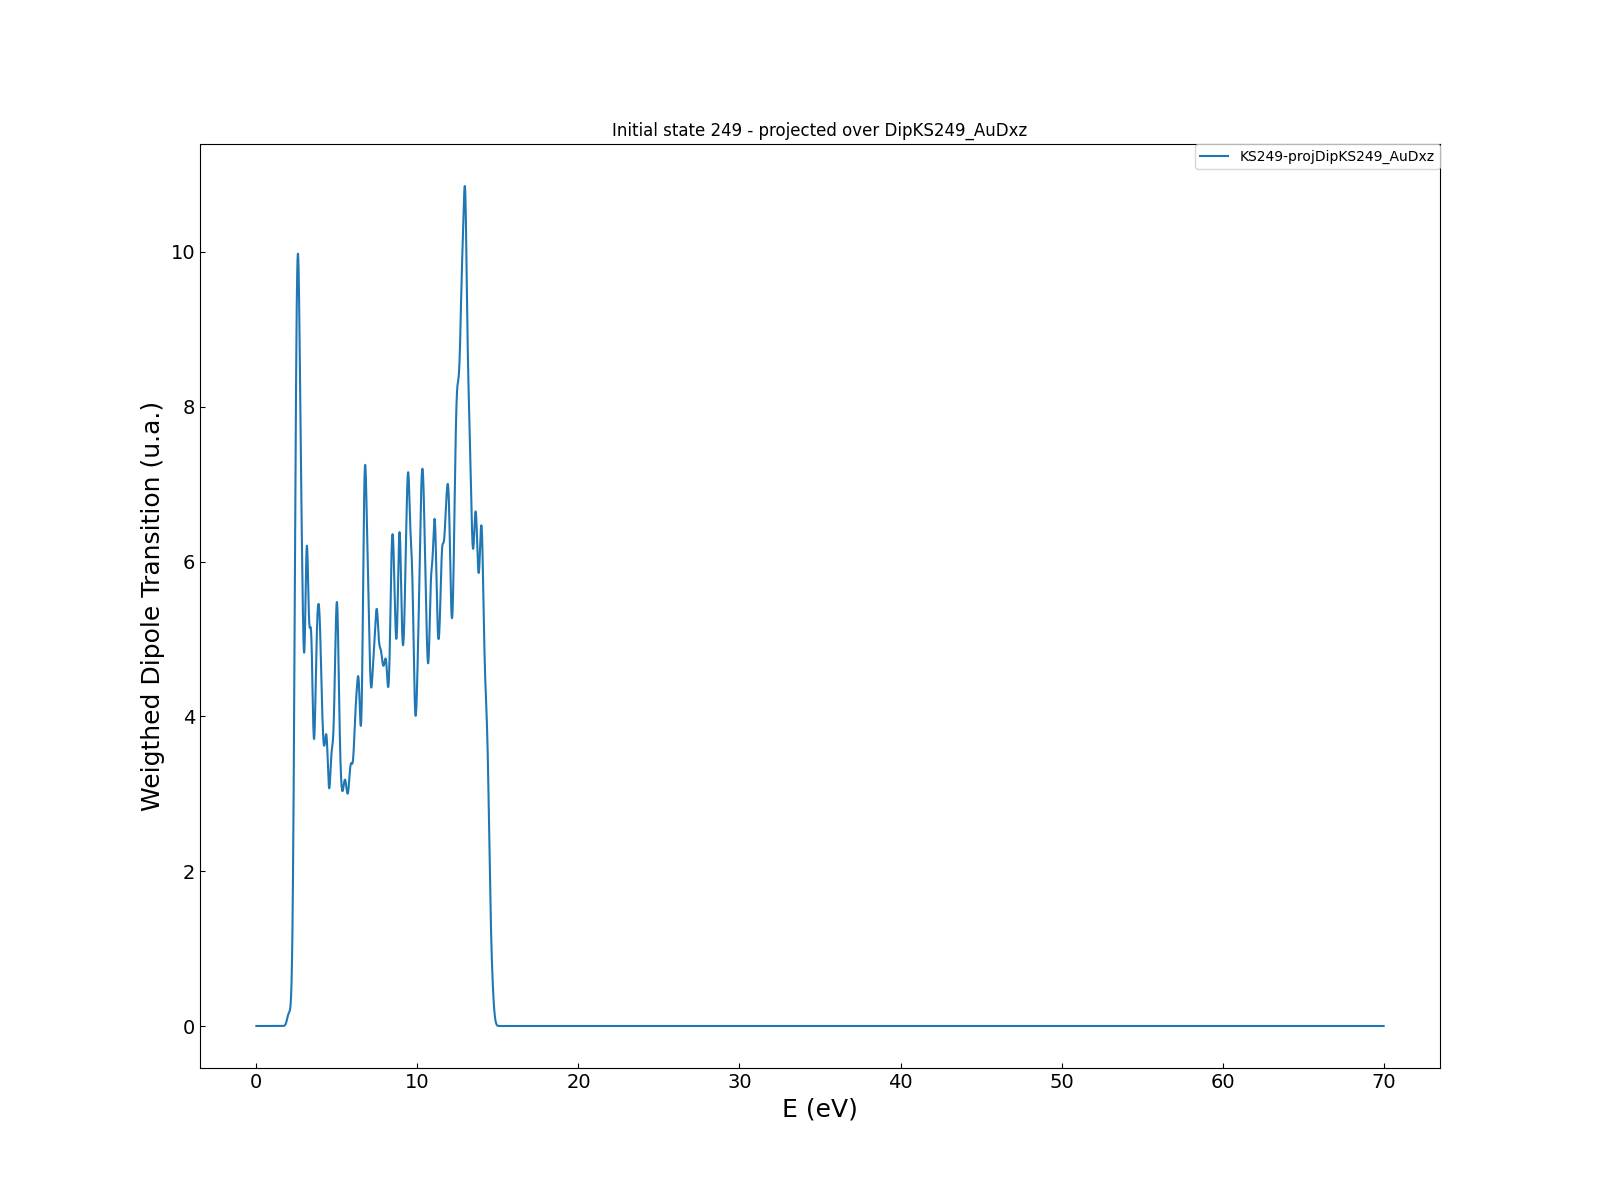 Initial state 249 - projected over DipKS249_AuDxz
KS249-projDipKS249_AuDxz
Weigthed Dipole Transition (u.a.)
10
8
6
4
2
0
0 10 20 30 40 50 60 70
E (eV)